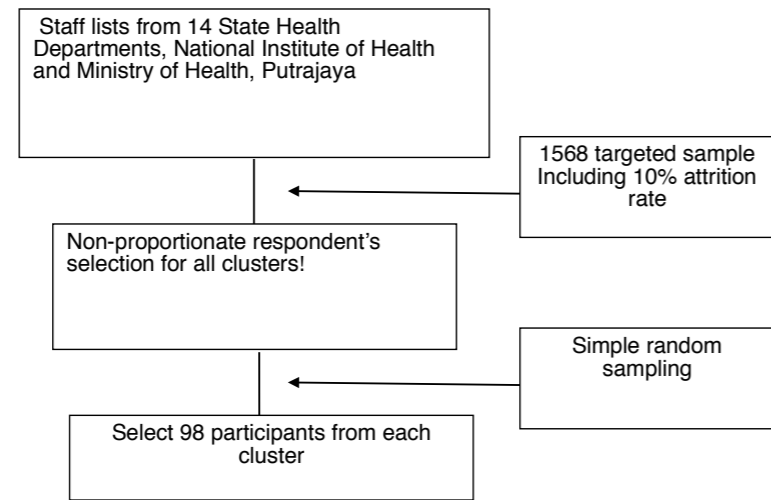 Staff lists from 14 State Health
Departments, National Institute of Health
and Ministry of Health, Putrajaya
1568 targeted sample
Including 10% attrition
rate
Non-proportionate respondent's
selection for all clusters!
Simple random
sampling
Select 98 participants from each
cluster